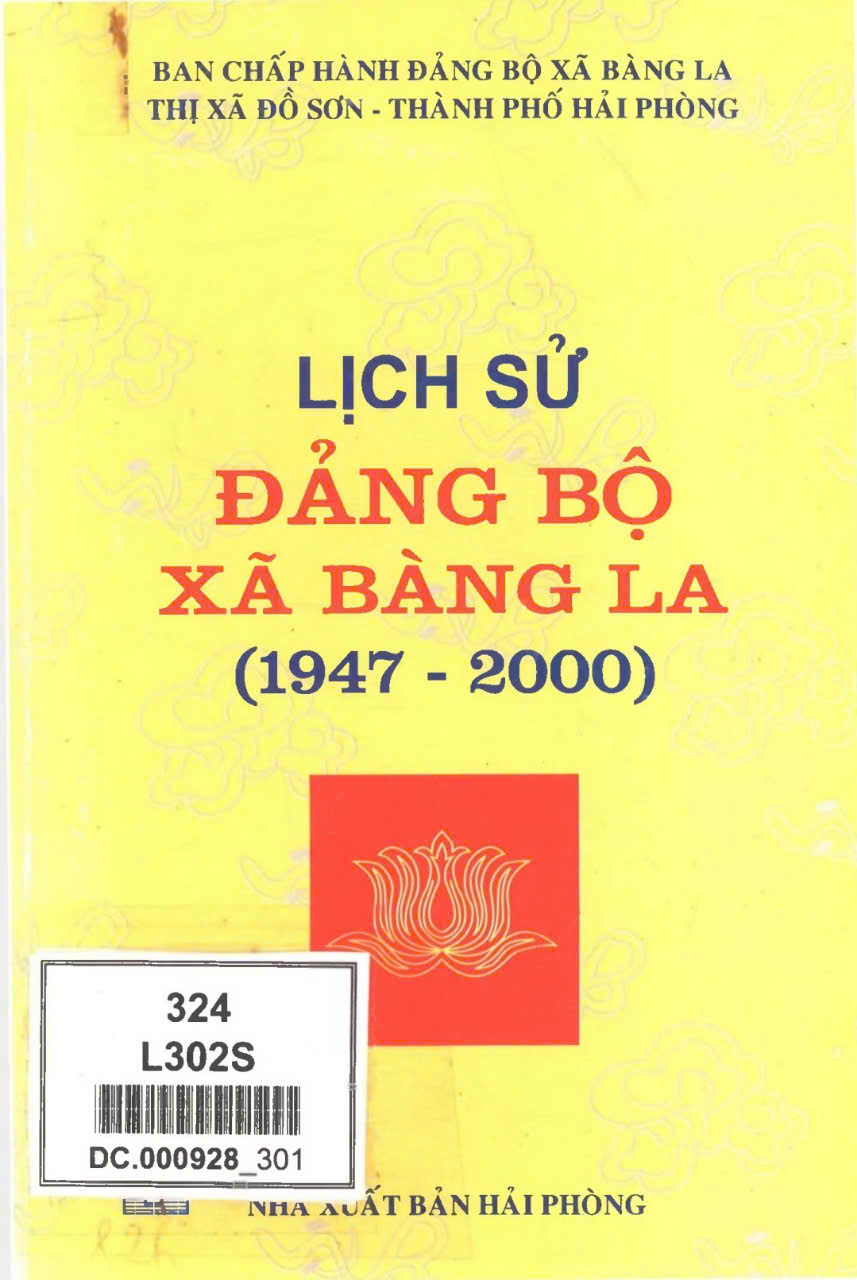 BAN CHẤP HÀNH ĐẢNG BỘ XÃ BÀNG LA
THỊ XÃ ĐỒ SƠN - THÀNH PHỐ HẢI PHÒNG
LỊCH SỬ
ĐẢNG BỘ
XÃ BÀNG LA
(1947 - 2000)
324
L302S
DC.000928_301
NHÀ XUẤT BẢN HẢI PHÒNG